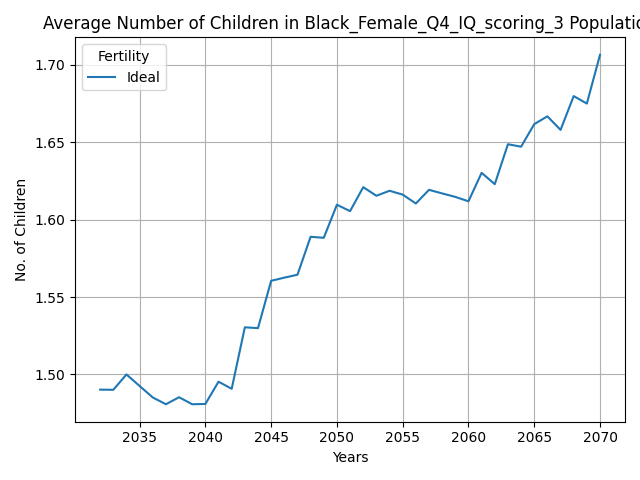 Average Number of Children in Black_Female_Q4_IQ_scoring_3 Populatio
Fertility
Ideal
No. of Children
1.70
1.65
1.60
1.55
1.50
2035 2040 2045 2050 2055 2060 2065 2070
Years